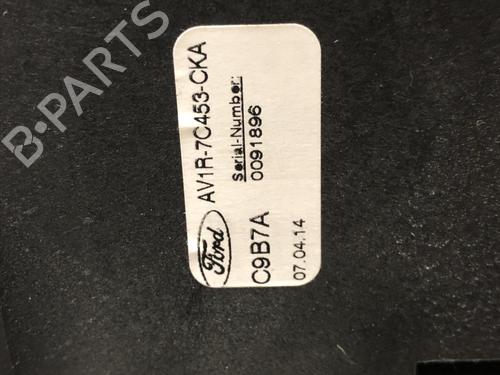 B-PARTS
Ford
AV1R-7C453-CKA
Serial-Number:
0091896
C9B7A
07.04.14